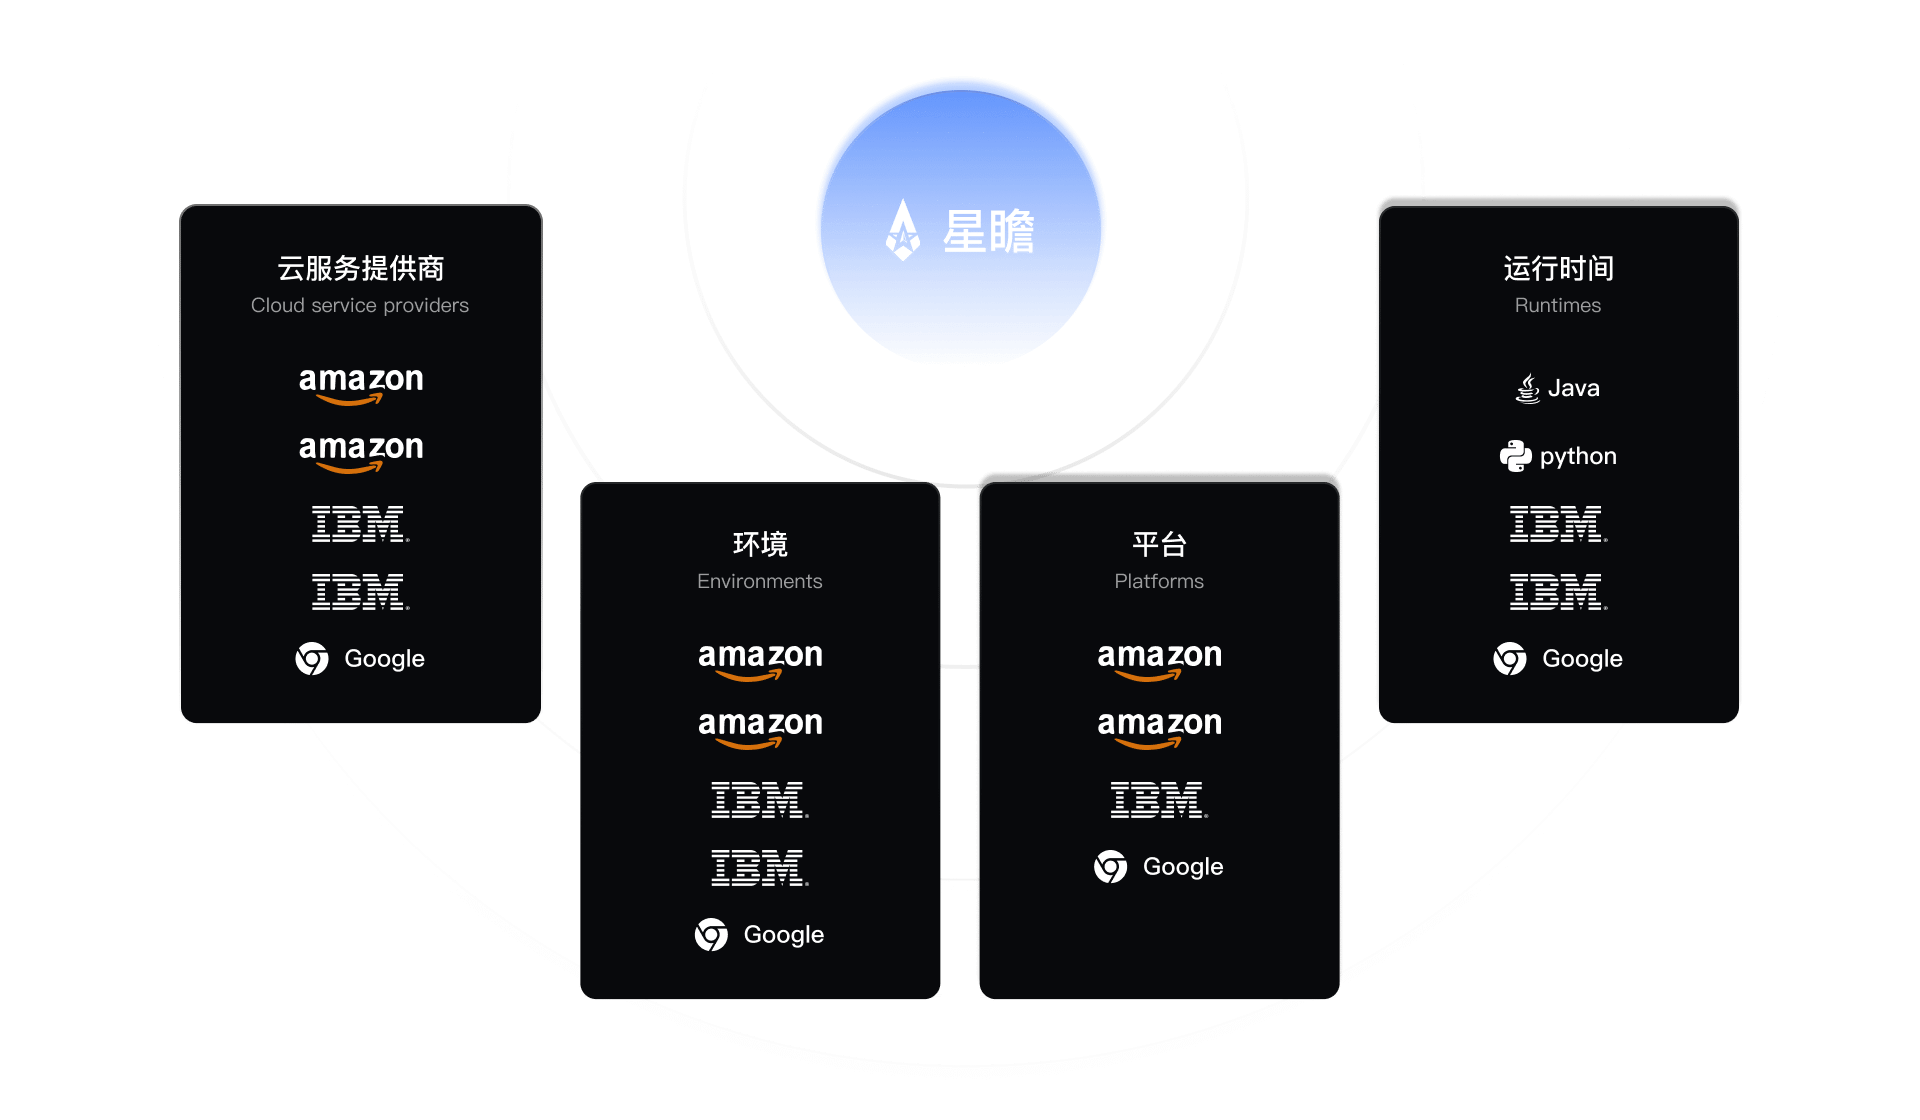 星瞻
云服务提供商
Cloud service providers
amazon
amazon
IBM®
IBM®
Google
环境
Environments
amazon
amazon
IBM®
IBM®
Google
平台
Platforms
amazon
amazon
IBM®
Google
运行时间
Runtimes
Java
python
IBM®
IBM®
Google